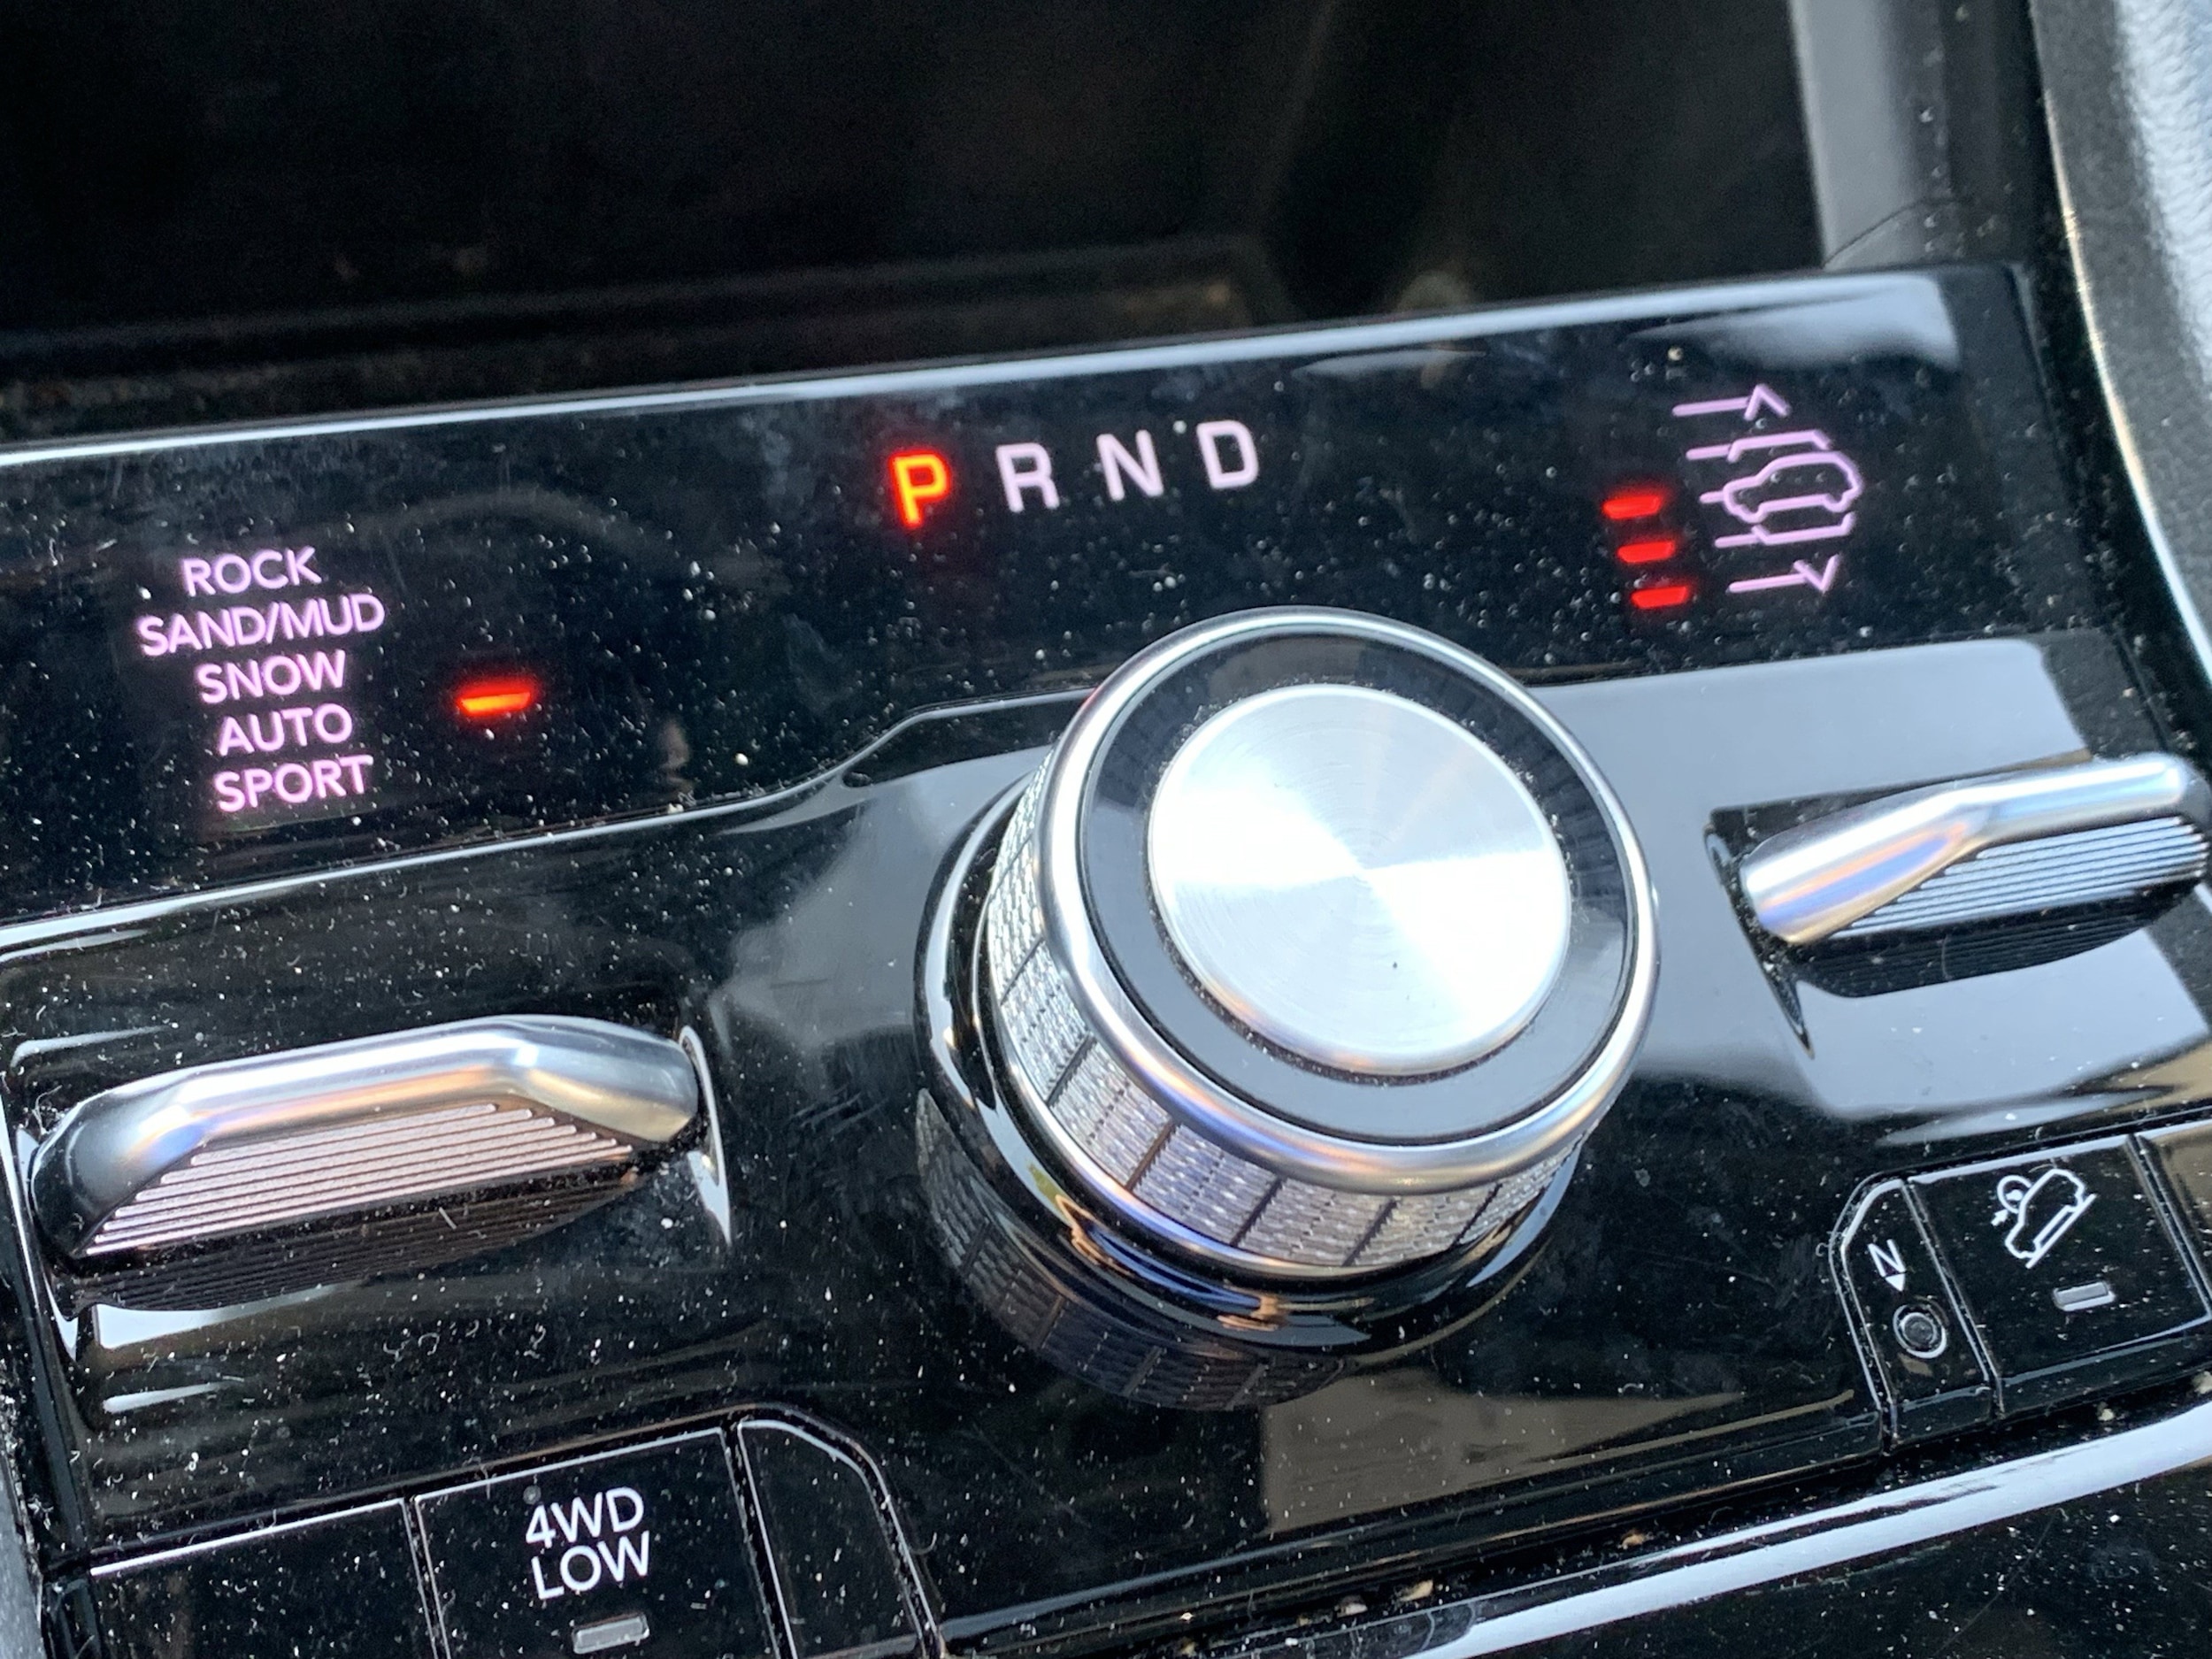 P R N D
ROCK
SAND/MUD
SNOW
AUTO
SPORT
N
4WD
LOW